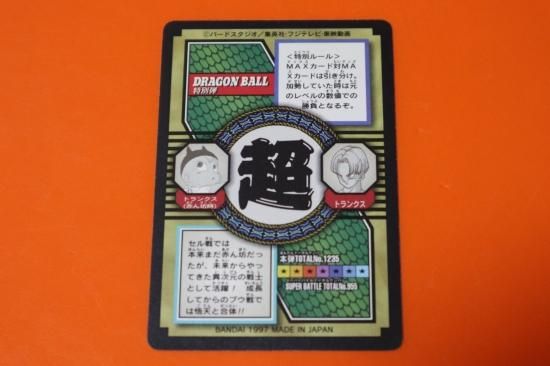 ©バードスタジオ／集英社・フジテレビ・東映動画
DRAGON BALL
特別弾
＜特別ルール＞
MAXカード対MA
Xカードは引き分け。
加勢していた時は元
のレベルの数値での
勝負となるぞ。
超
トランクス
(赤ん坊時)
トランクス
セル戦では
本来まだ赤ん坊だっ
たが、未来からやっ
てきた異次元の戦士
として活躍！ 成長
してからのブウ戦で
は悟天と合体!!
本弾TOTALNo.1235
SUPER BATTLE TOTALNo.955
BANDAI 1997 MADE IN JAPAN